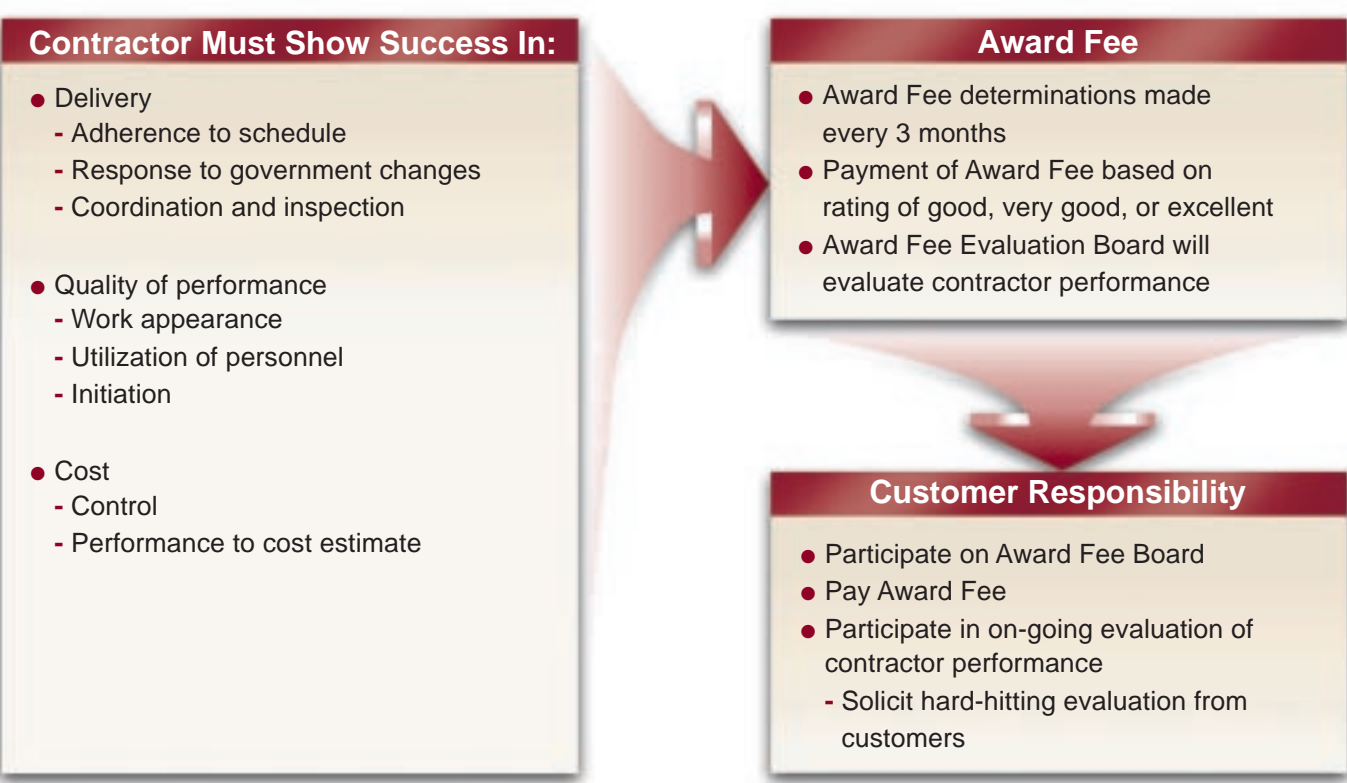 Contractor Must Show Success In:
● Delivery
- Adherence to schedule
- Response to government changes
- Coordination and inspection
● Quality of performance
- Work appearance
- Utilization of personnel
- Initiation
● Cost
- Control
- Performance to cost estimate
Award Fee
● Award Fee determinations made
every 3 months
● Payment of Award Fee based on
rating of good, very good, or excellent
● Award Fee Evaluation Board will
evaluate contractor performance
Customer Responsibility
● Participate on Award Fee Board
● Pay Award Fee
● Participate in on-going evaluation of
contractor performance
- Solicit hard-hitting evaluation from
customers